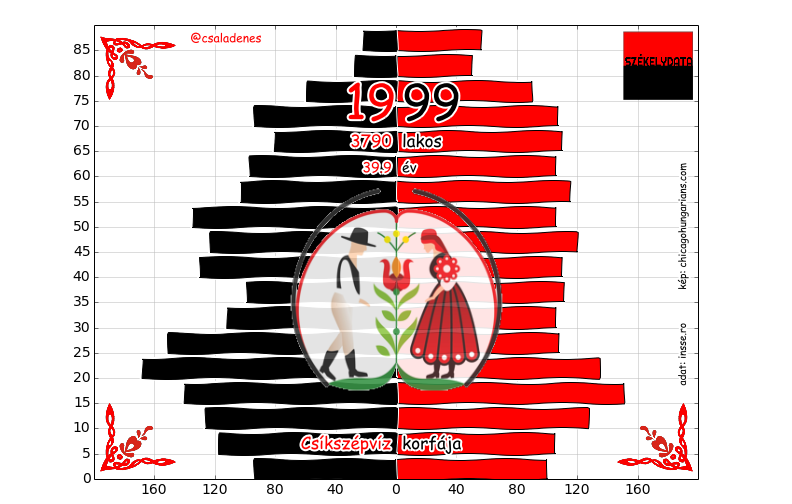 @csaladenes
SZÉKELYDATA
1999
3790 lakos
39.9 év
kép: chicagohungarians.com
adat: insse.ro
Csíkszépvíz korfája
85
80
75
70
65
60
55
50
45
40
35
30
25
20
15
10
5
0
160 120 80 40 0 40 80 120 160